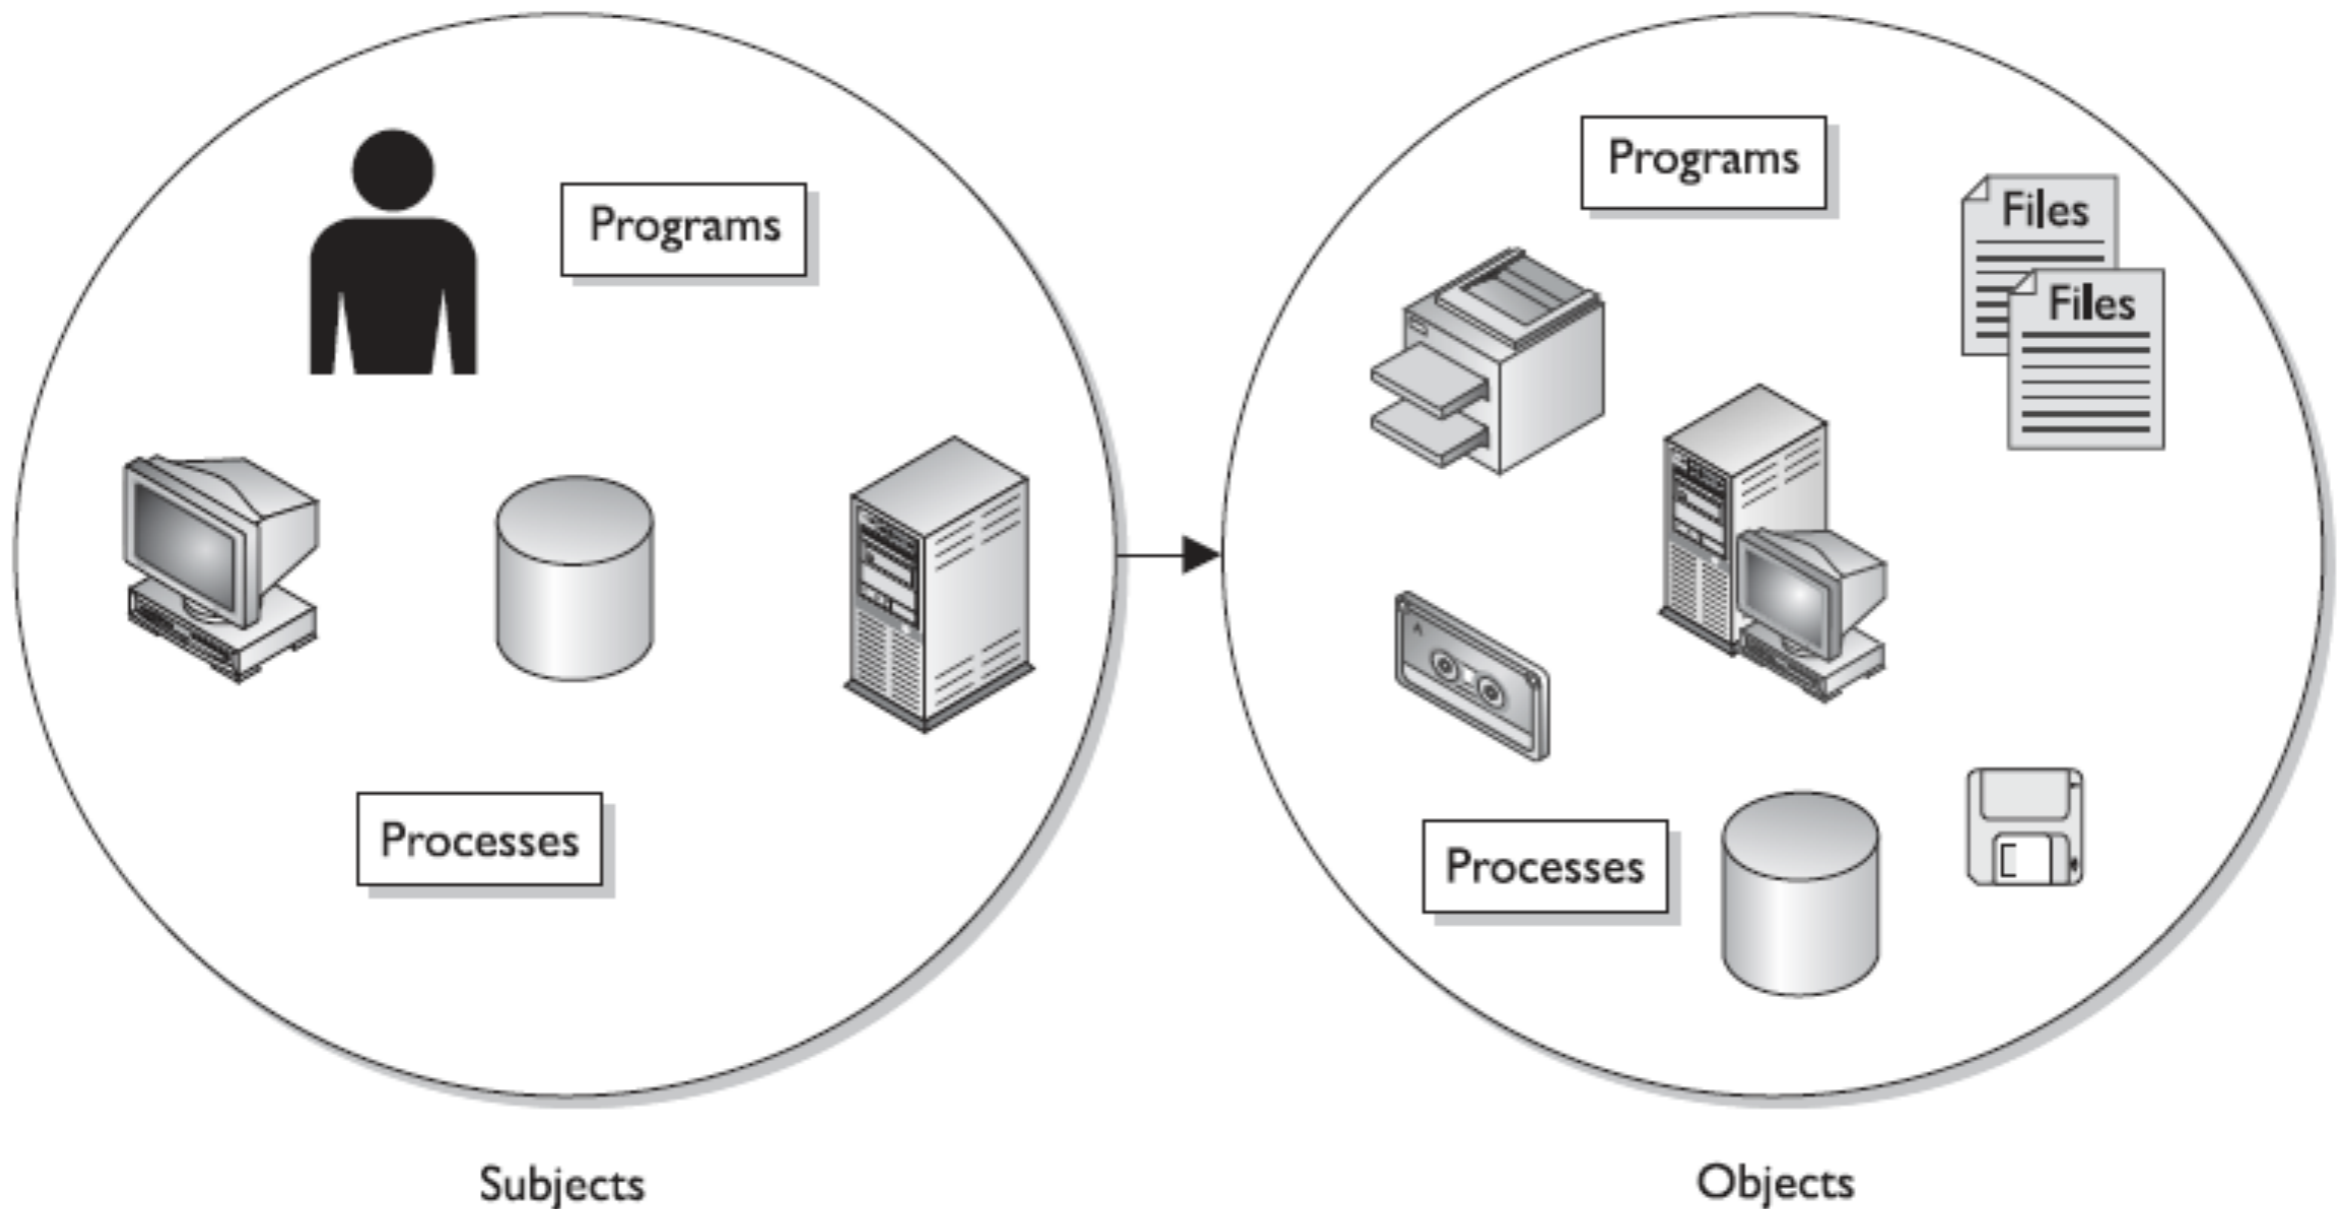 Programs
Processes
Subjects
Programs
Files
Files
A
Processes
Objects